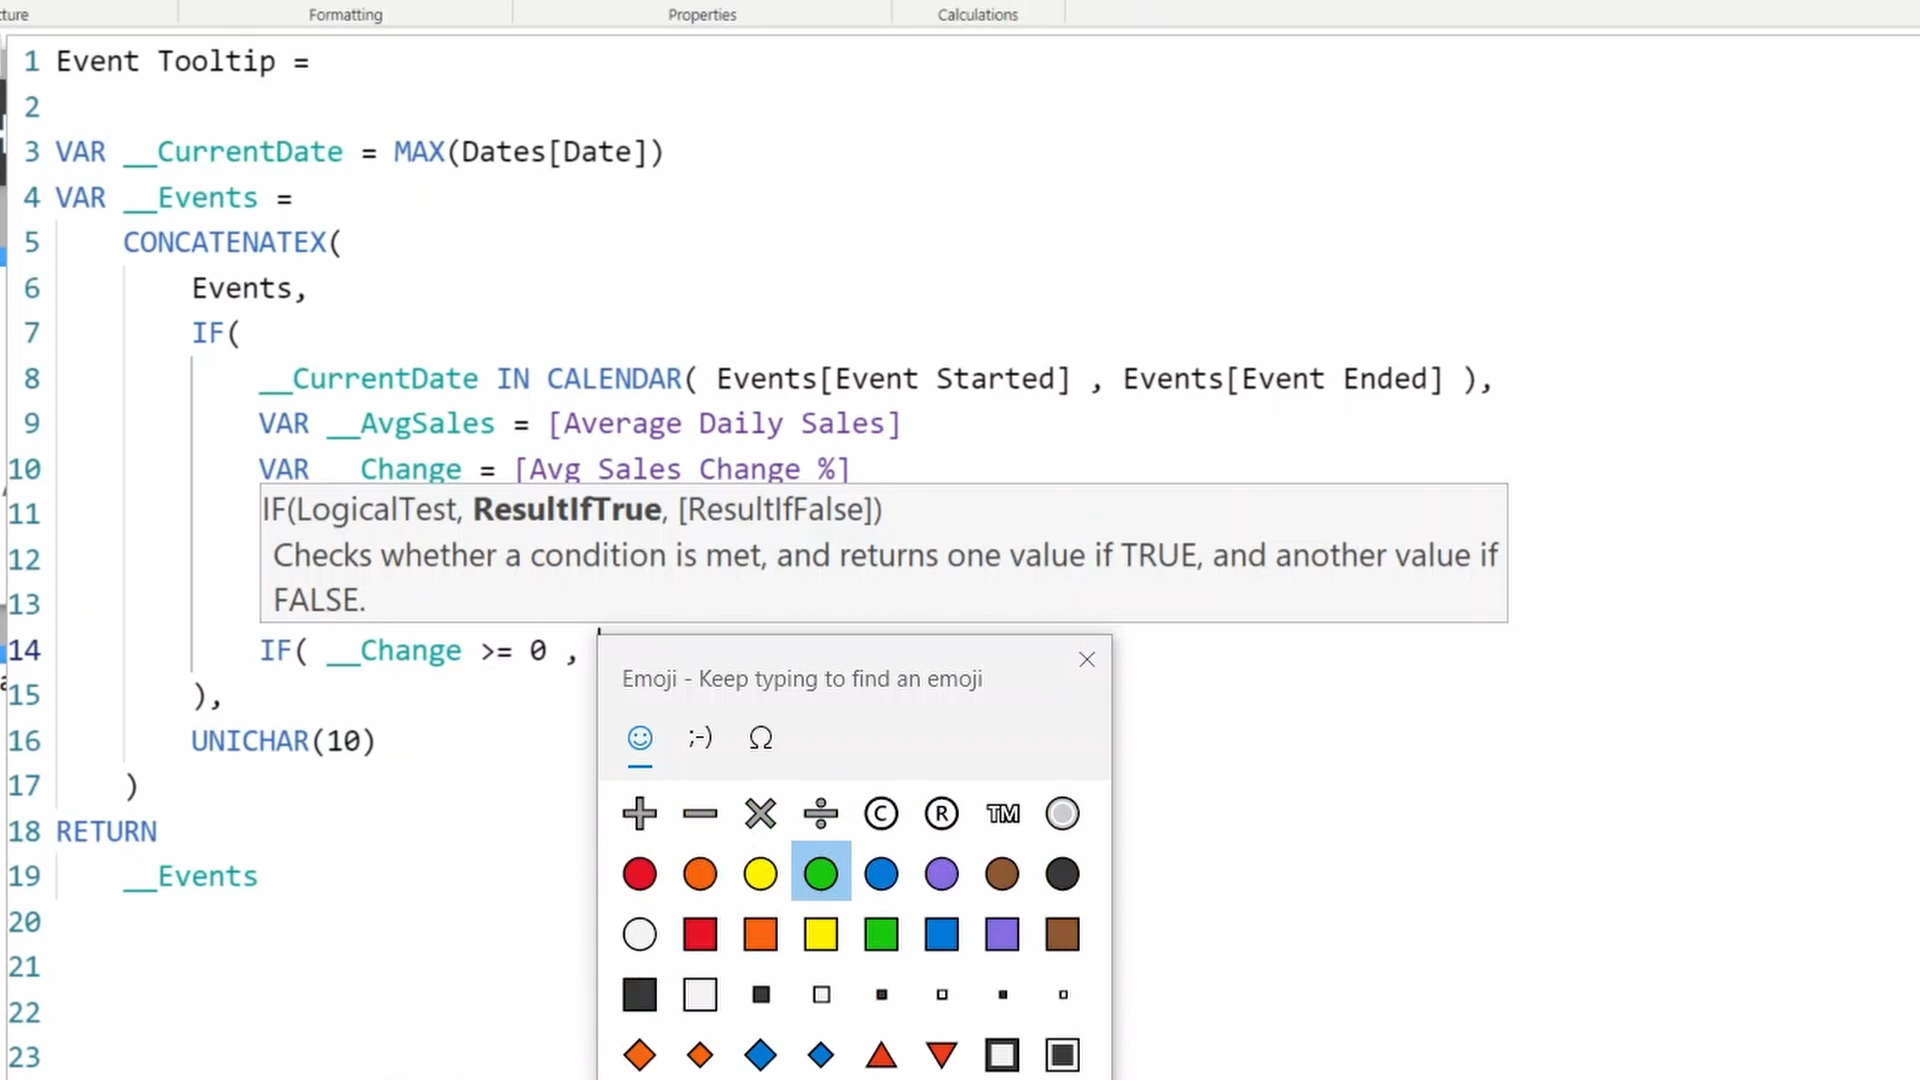 ture Formatting Properties Calculations
1 Event Tooltip =
2
3 VAR __CurrentDate = MAX(Dates[Date])
4 VAR __Events =
5 CONCATENATEX(
6 Events,
7 IF(
8 __CurrentDate IN CALENDAR( Events[Event Started] , Events[Event Ended] ),
9 VAR __AvgSales = [Average Daily Sales]
10 VAR __Change = [Avg Sales Change %]
11 IF(LogicalTest, ResultIfTrue, [ResultIfFalse])
12 Checks whether a condition is met, and returns one value if TRUE, and another value if
13 FALSE.
14 IF( __Change >= 0 ,
Emoji - Keep typing to find an emoji
15 ),
;-) Ω
16 UNICHAR(10)
17 )
© ® TM
18 RETURN
19 __Events
20
21
22
23